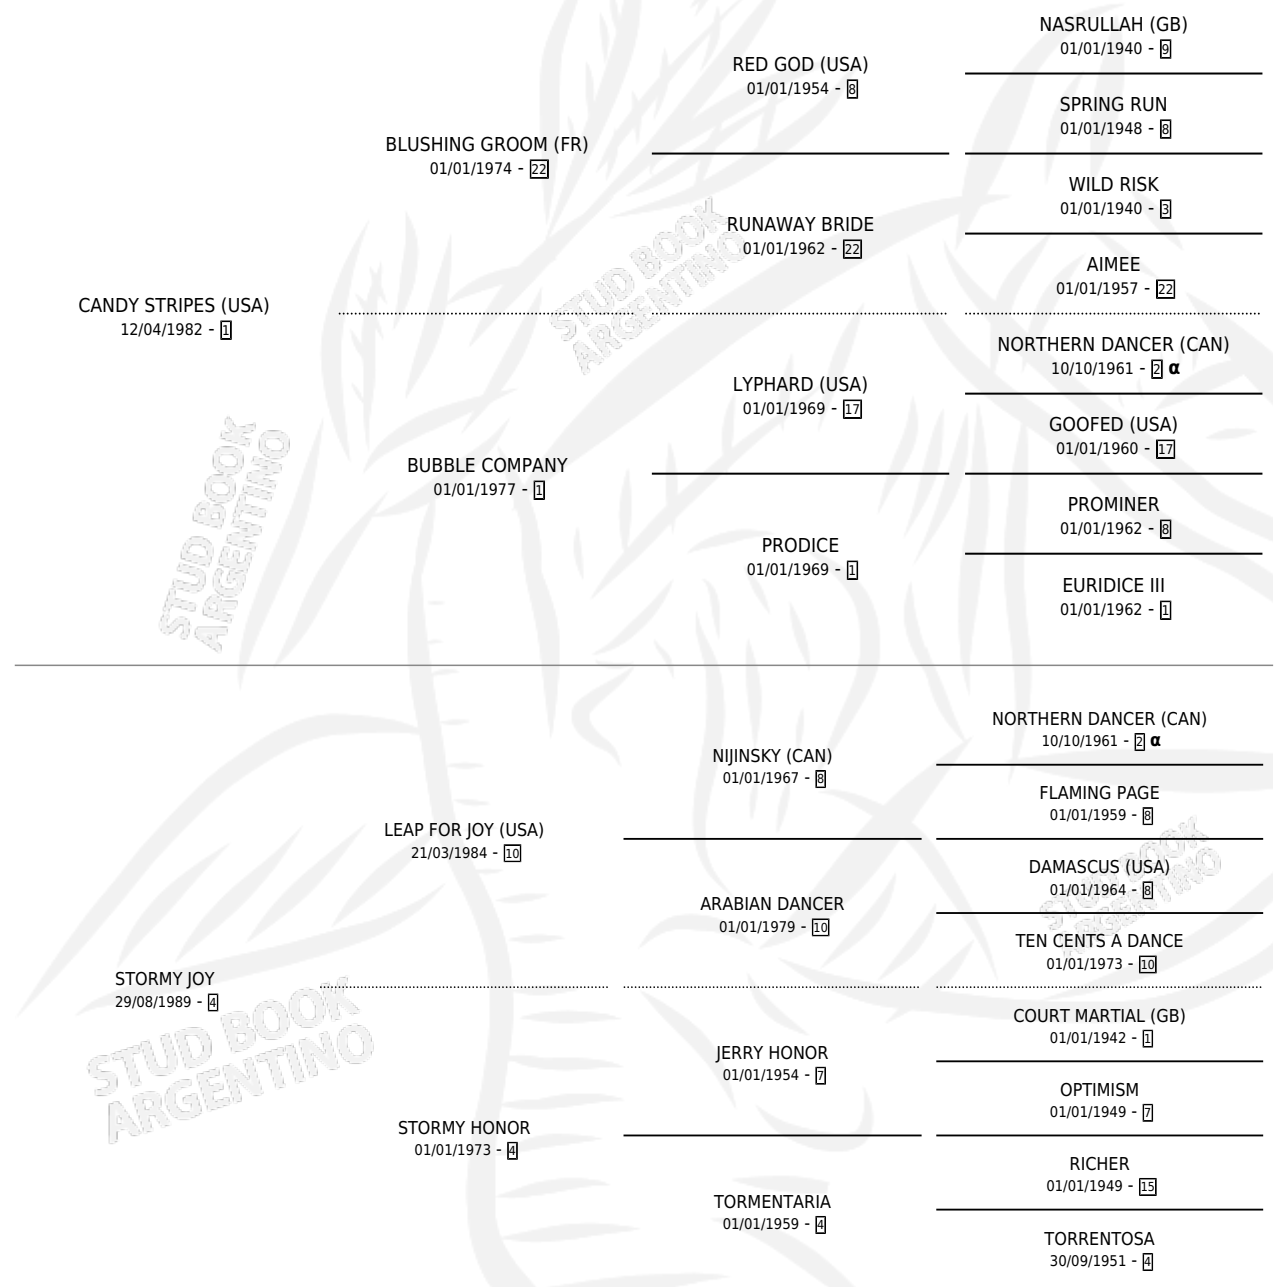 NASRULLAH (GB)
01/01/1940 - 9
RED GOD (USA)
01/01/1954 - 8
SPRING RUN
01/01/1948 - 8
BLUSHING GROOM (FR)
01/01/1974 - 22
WILD RISK
01/01/1940 - 3
RUNAWAY BRIDE
01/01/1962 - 22
AIMEE
01/01/1957 - 22
CANDY STRIPES (USA)
12/04/1982 - 1
NORTHERN DANCER (CAN)
10/10/1961 - 2 α
LYPHARD (USA)
01/01/1969 - 17
GOOFED (USA)
01/01/1960 - 17
BUBBLE COMPANY
01/01/1977 - 1
PROMINER
01/01/1962 - 8
PRODICE
01/01/1969 - 1
EURIDICE III
01/01/1962 - 1
NORTHERN DANCER (CAN)
10/10/1961 - 2 α
NIJINSKY (CAN)
01/01/1967 - 8
FLAMING PAGE
01/01/1959 - 8
LEAP FOR JOY (USA)
21/03/1984 - 10
DAMASCUS (USA)
01/01/1964 - 8
ARABIAN DANCER
01/01/1979 - 10
TEN CENTS A DANCE
01/01/1973 - 10
STORMY JOY
29/08/1989 - 4
COURT MARTIAL (GB)
01/01/1942 - 1
JERRY HONOR
01/01/1954 - 7
OPTIMISM
01/01/1949 - 7
STORMY HONOR
01/01/1973 - 4
RICHER
01/01/1949 - 15
TORMENTARIA
01/01/1959 - 4
TORRENTOSA
30/09/1951 - 4
STUD BOOK
ARGENTINO
STUD BOOK
ARGENTINO
STUD BOOK
ARGENTINO
STUD BOOK
ARGENTINO